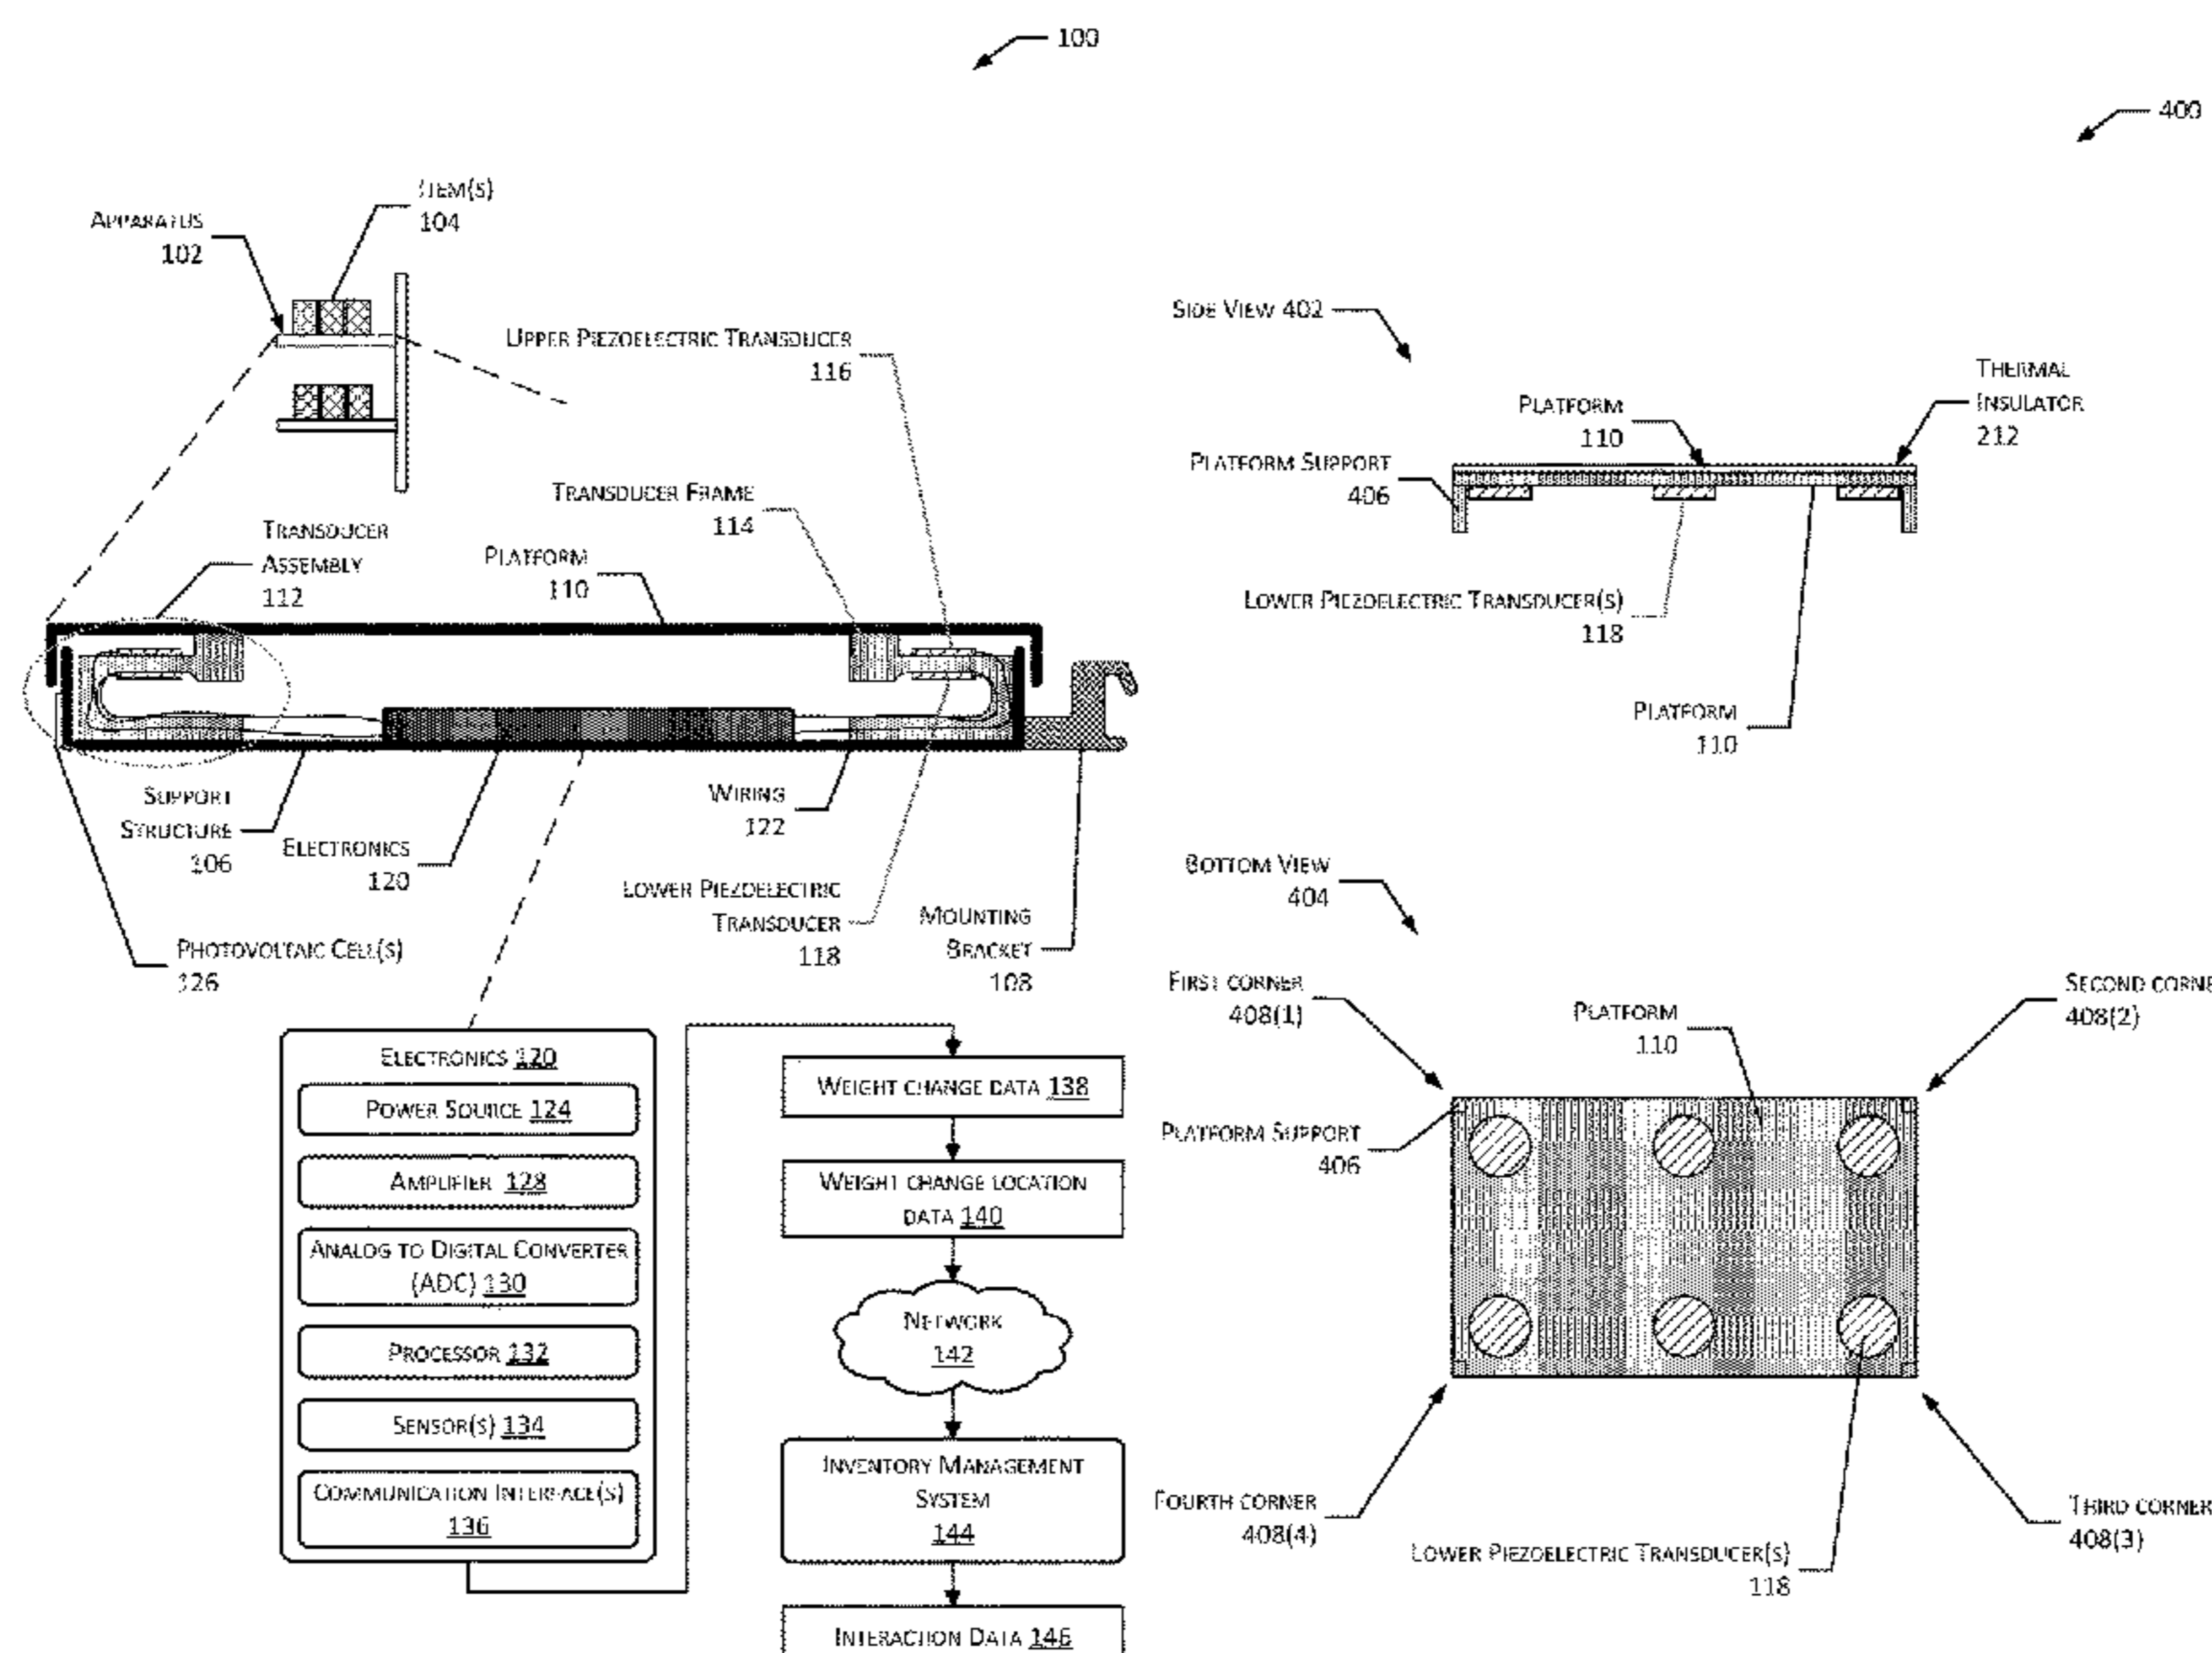 100
ITEM(S)
104
APPARATUS
102
UPPER PIEZOELECTRIC TRANSDUCER
116
TRANSDUCER FRAME
114
TRANSDUCER
ASSEMBLY
112
PLATFORM
110
SUPPORT
STRUCTURE
106
ELECTRONICS
120
WIRING
122
LOWER PIEZOELECTRIC
TRANSDUCER
118
MOUNTING
BRACKET
108
PHOTOVOLTAIC CELL(S)
126
ELECTRONICS 120
POWER SOURCE 124
AMPLIFIER 128
ANALOG TO DIGITAL CONVERTER
(ADC) 130
PROCESSOR 132
SENSOR(S) 134
COMMUNICATION INTERFACE(S)
136
WEIGHT CHANGE DATA 138
WEIGHT CHANGE LOCATION
DATA 140
NETWORK
142
INVENTORY MANAGEMENT
SYSTEM
144
INTERACTION DATA 146
400
SIDE VIEW 402
THERMAL
INSULATOR
212
PLATFORM
110
PLATFORM SUPPORT
406
LOWER PIEZOELECTRIC TRANSDUCER(S)
118
PLATFORM
110
BOTTOM VIEW
404
FIRST CORNER
408(1)
PLATFORM
110
SECOND CORNE
408(2)
PLATFORM SUPPORT
406
FOURTH CORNER
408(4)
THIRD CORNER
408(3)
LOWER PIEZOELECTRIC TRANSDUCER(S)
118